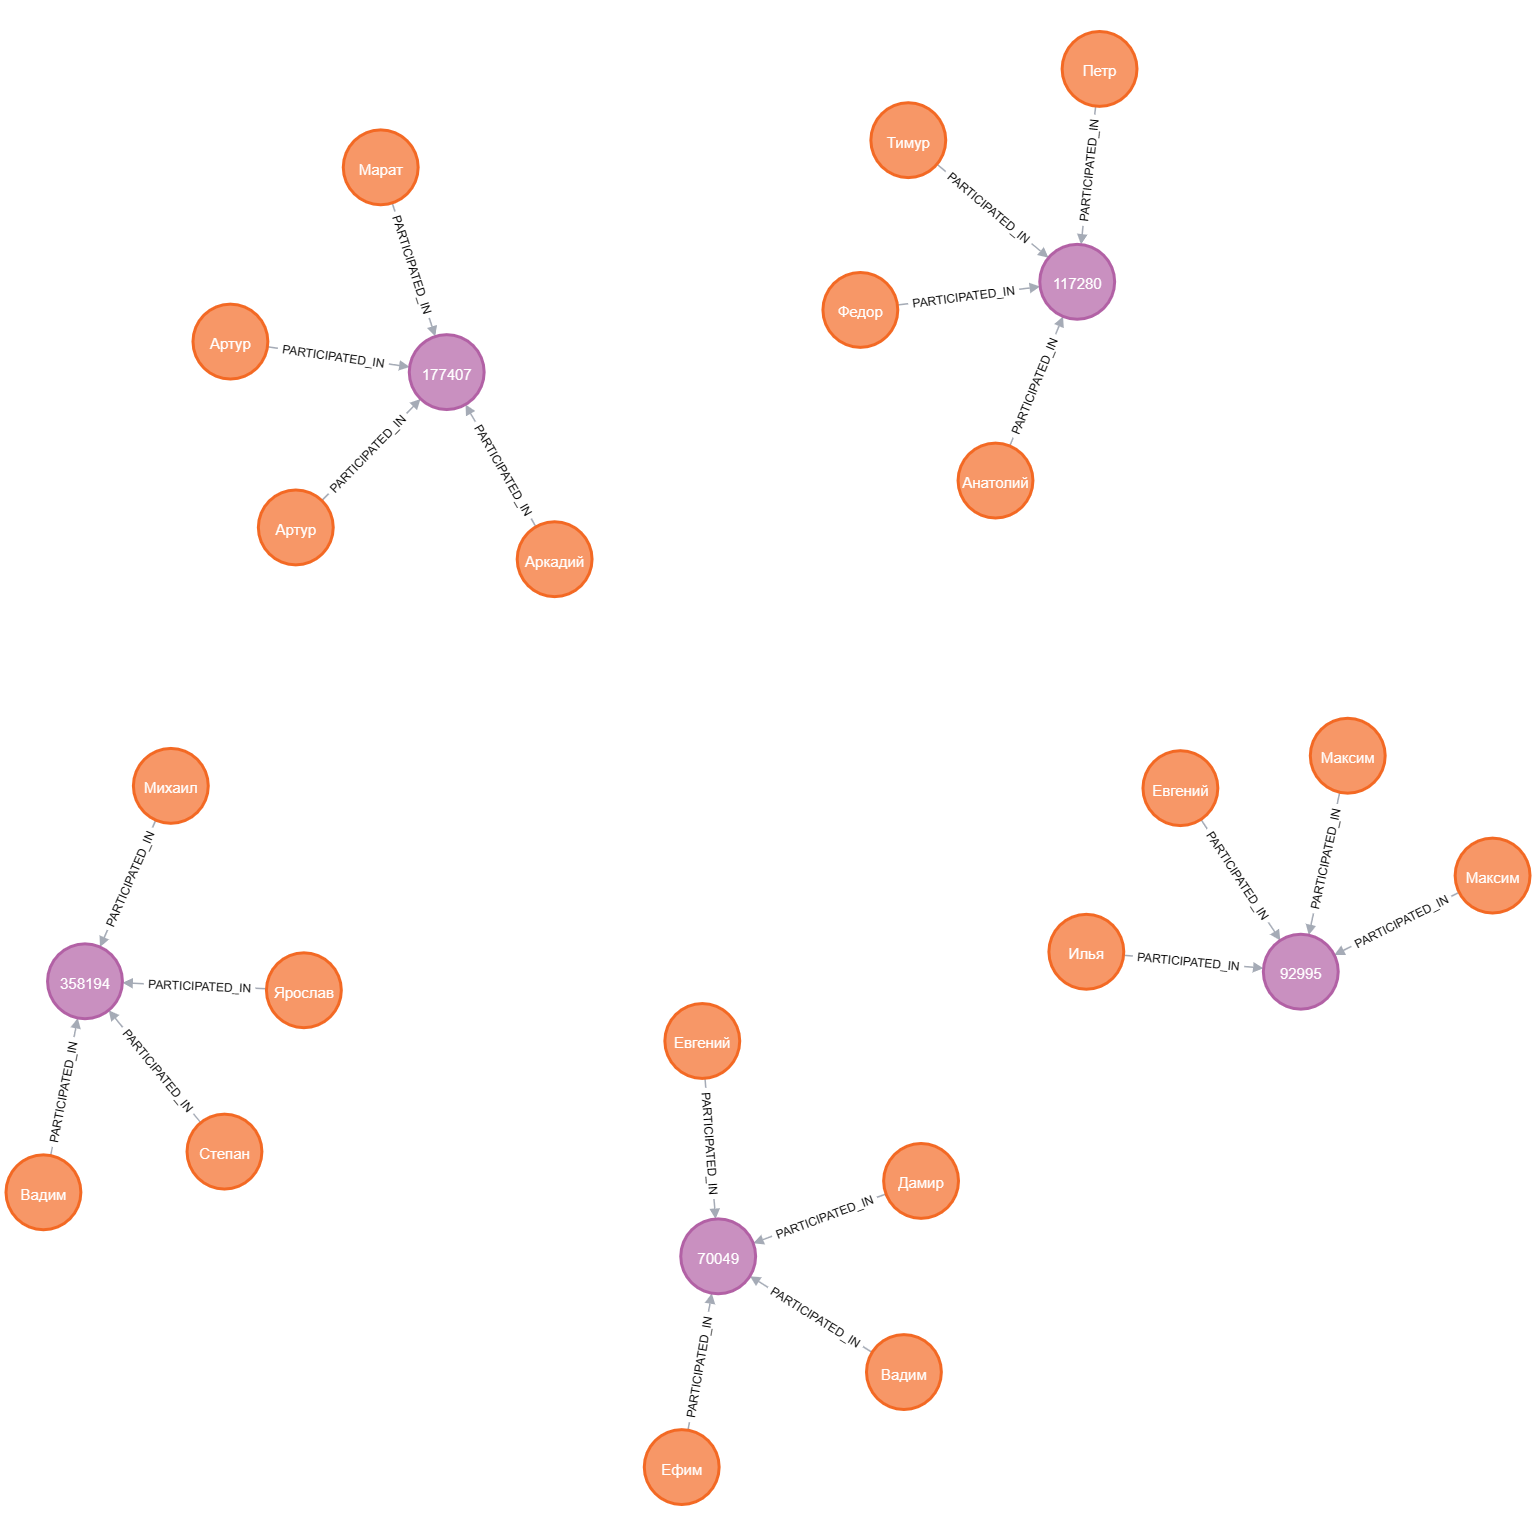 Марат
PARTICIPATED_IN
Артур
PARTICIPATED_IN
177407
PARTICIPATED_IN
Артур
PARTICIPATED_IN
Аркадий
Петр
PARTICIPATED_IN
Тимур
PARTICIPATED_IN
117280
Федор
PARTICIPATED_IN
PARTICIPATED_IN
Анатолий
Михаил
PARTICIPATED_IN
358194
PARTICIPATED_IN
Ярослав
PARTICIPATED_IN
PARTICIPATED_IN
Степан
Вадим
Максим
Евгений
PARTICIPATED_IN
PARTICIPATED_IN
Максим
PARTICIPATED_IN
Илья
PARTICIPATED_IN
92995
Евгений
PARTICIPATED_IN
Дамир
PARTICIPATED_IN
70049
PARTICIPATED_IN
Вадим
PARTICIPATED_IN
Ефим